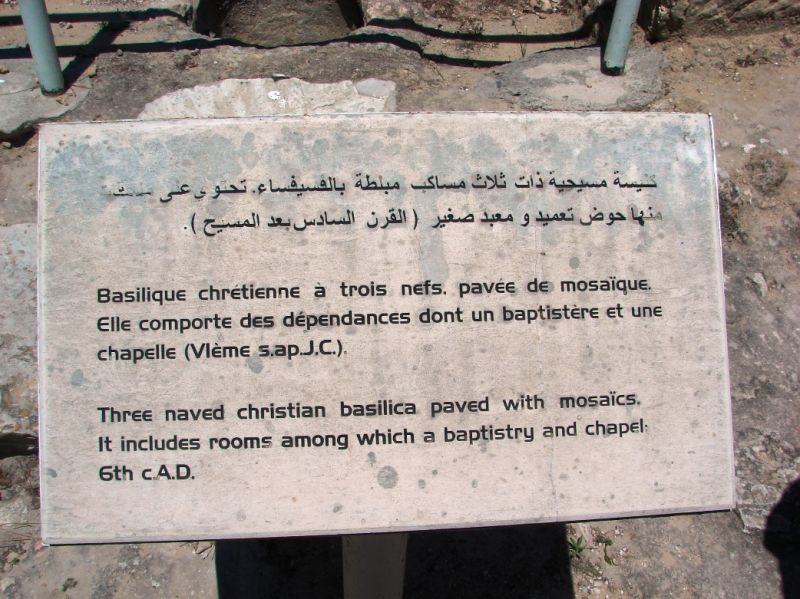 كنيسة مسيحية ذات ثلاث مساكب مبلطة بالفسيفساء. تحتوي على
منها حوض تعميد و معبد صغير ( القرن السادس بعد المسيح ).
Basilique chrétienne à trois nefs, pavée de mosaïque.
Elle comporte des dépendances dont un baptistère et une
chapelle (VIème s.ap.J.C.).
Three naved christian basilica paved with mosaïcs.
It includes rooms among which a baptistry and chapel.
6th c.A.D.